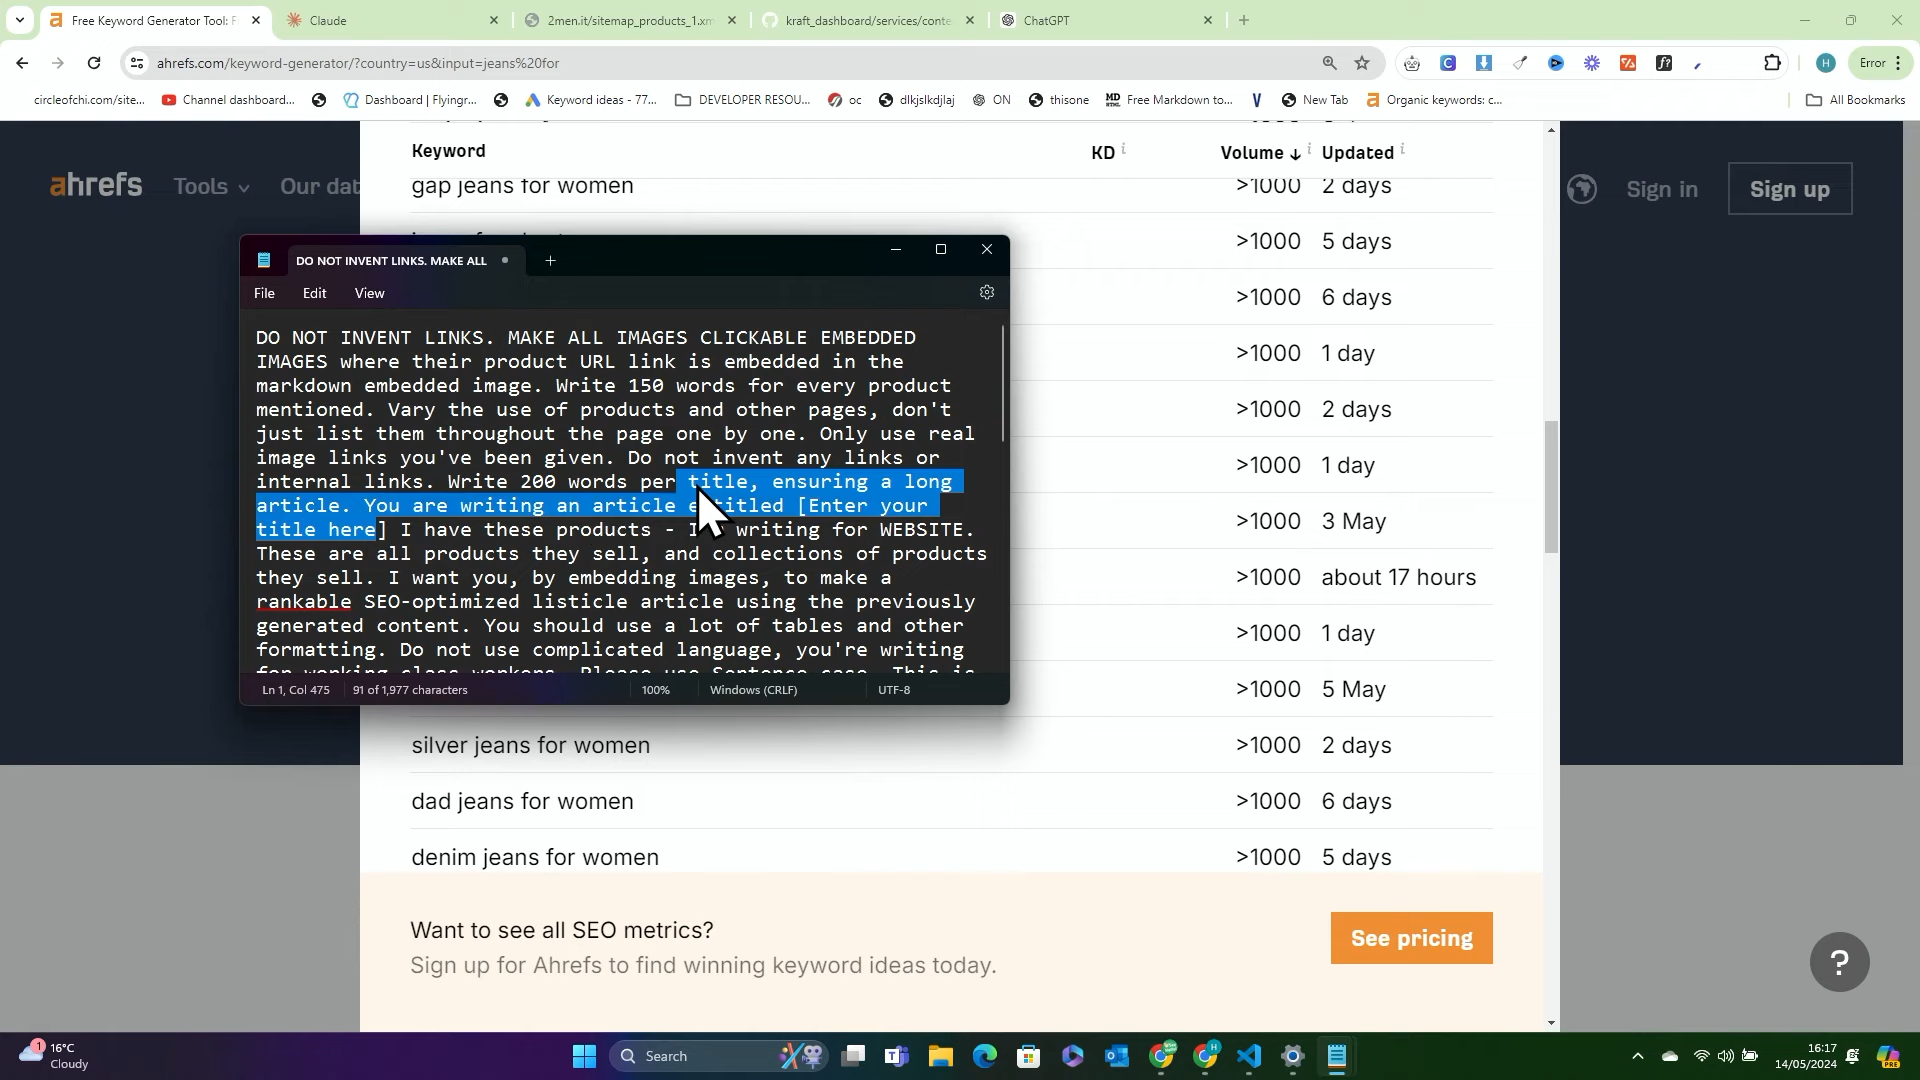 Free Keyword Generator Tool: F
Claude
2men.it/sitemap_products_1.xm
kraft_dashboard/services/conte
ChatGPT
ahrefs.com/keyword-generator/?country=us&input=jeans%20for
H
Error
circleofchi.com/site...
Channel dashboard...
Dashboard | Flyingr...
Keyword ideas - 77...
DEVELOPER RESOU...
oc
dlkjslkdjlaj
ON
thisone
Free Markdown to...
New Tab
Organic keywords: c...
All Bookmarks
ahrefs
Tools
Our dat
Sign in
Sign up
Keyword
KD
Volume
Updated
gap jeans for women
>1000 2 days
>1000 5 days
>1000 6 days
>1000 1 day
>1000 2 days
>1000 1 day
>1000 3 May
>1000 about 17 hours
>1000 1 day
>1000 5 May
silver jeans for women
>1000 2 days
dad jeans for women
>1000 6 days
denim jeans for women
>1000 5 days
DO NOT INVENT LINKS. MAKE ALL
File Edit View
DO NOT INVENT LINKS. MAKE ALL IMAGES CLICKABLE EMBEDDED
IMAGES where their product URL link is embedded in the
markdown embedded image. Write 150 words for every product
mentioned. Vary the use of products and other pages, don't
just list them throughout the page one by one. Only use real
image links you've been given. Do not invent any links or
internal links. Write 200 words per title, ensuring a long
article. You are writing an article entitled [Enter your
title here] I have these products - writing for WEBSITE.
These are all products they sell, and collections of products
they sell. I want you, by embedding images, to make a
rankable SEO-optimized listicle article using the previously
generated content. You should use a lot of tables and other
formatting. Do not use complicated language, you're writing
for working class workers. Please use Sentence case. This is
Ln 1, Col 475
91 of 1,977 characters
100%
Windows (CRLF)
UTF-8
Want to see all SEO metrics?
Sign up for Ahrefs to find winning keyword ideas today.
See pricing
?
1
16°C
Cloudy
Search
16:17
14/05/2024